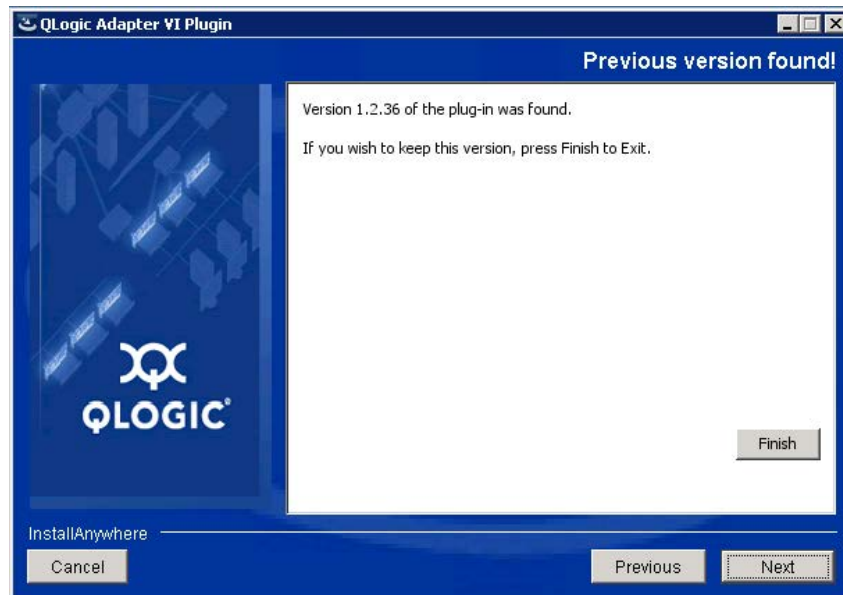 QLogic Adapter VI Plugin
Previous version found!
Version 1.2.36 of the plug-in was found.
If you wish to keep this version, press Finish to Exit.
QLOGIC®
Finish
InstallAnywhere
Cancel
Previous
Next